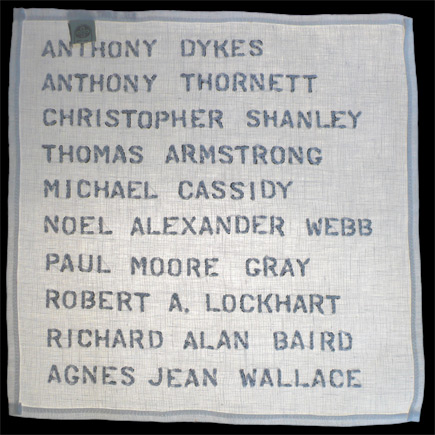 ANTHONY DYKES
ANTHONY THORNETT
CHRISTOPHER SHANLEY
THOMAS ARMSTRONG
MICHAEL CASSIDY
NOEL ALEXANDER WEBB
PAUL MOORE GRAY
ROBERT A. LOCKHART
RICHARD ALAN BAIRD
AGNES JEAN WALLACE